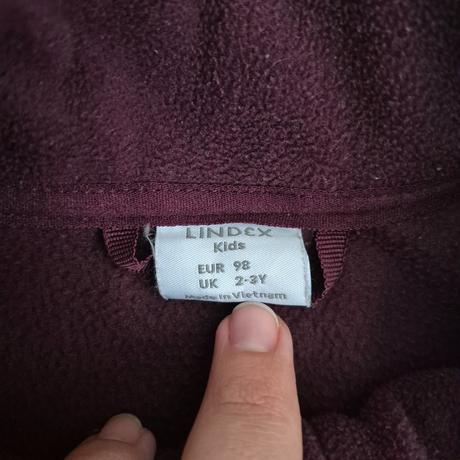 LINDEX
Kids
EUR 98
UK 2-3Y
Made in Vietnam